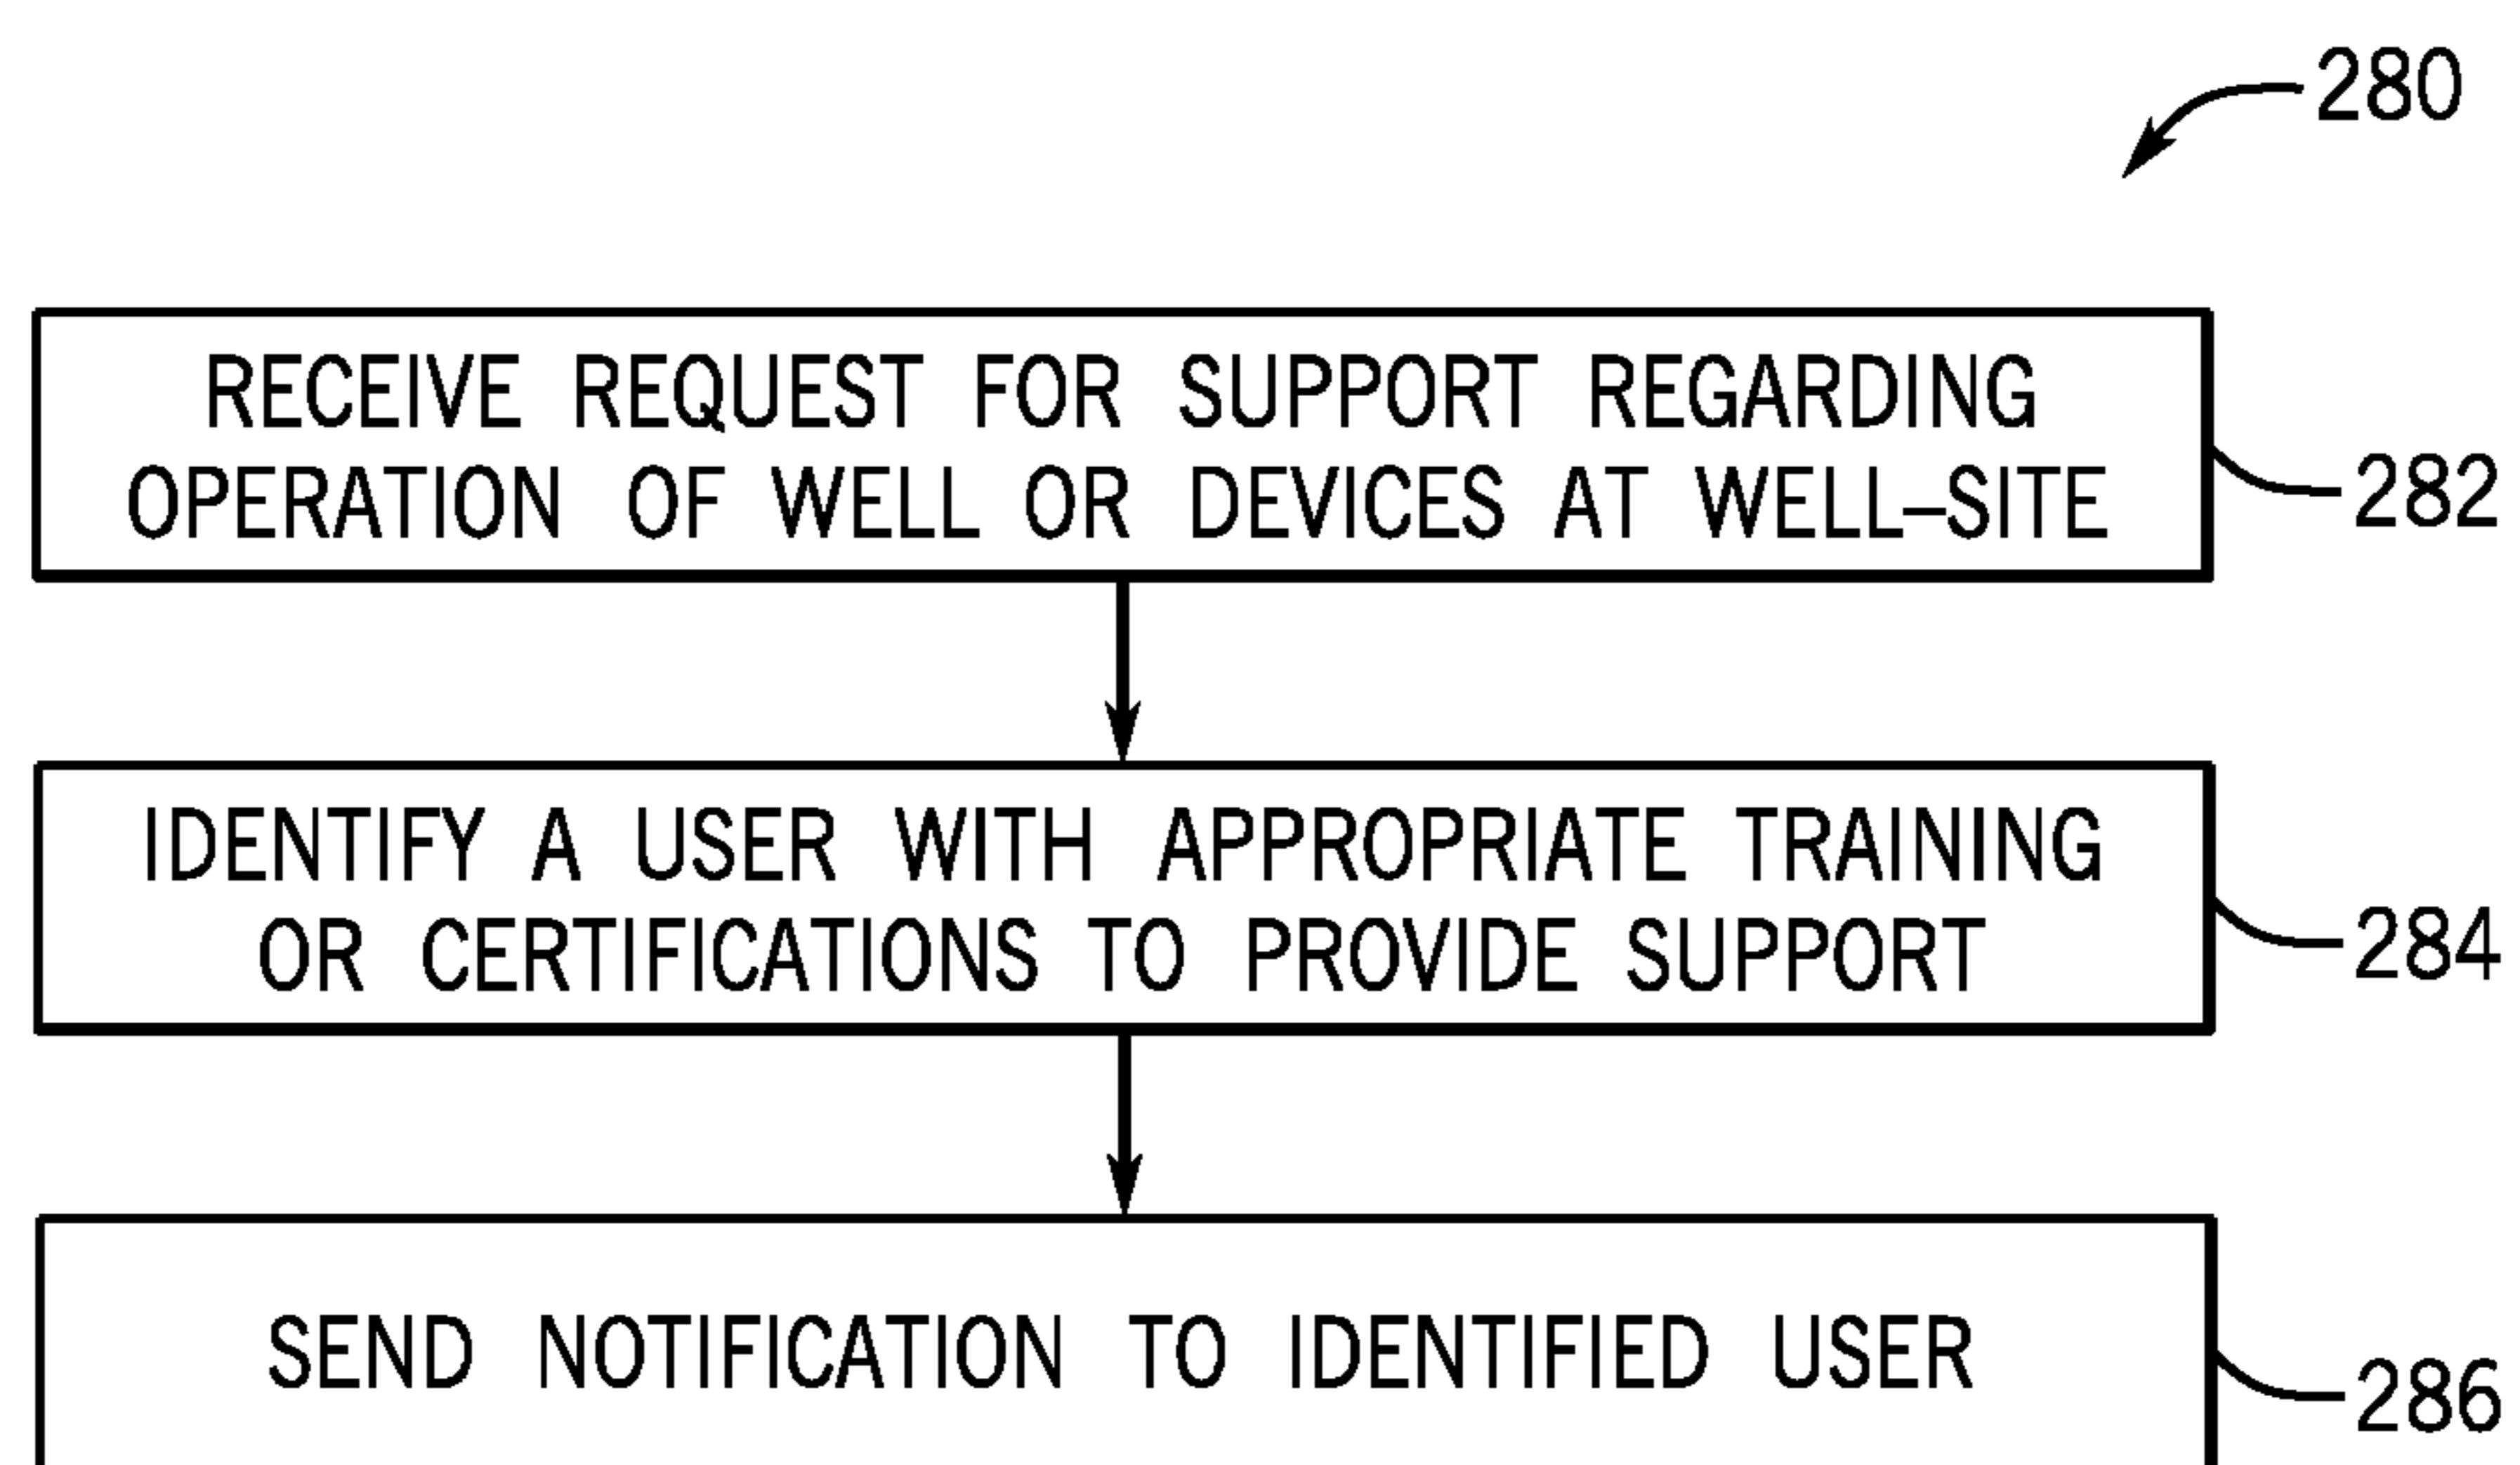 280
RECEIVE REQUEST FOR SUPPORT REGARDING
OPERATION OF WELL OR DEVICES AT WELL–SITE
282
IDENTIFY A USER WITH APPROPRIATE TRAINING
OR CERTIFICATIONS TO PROVIDE SUPPORT
284
SEND NOTIFICATION TO IDENTIFIED USER
286